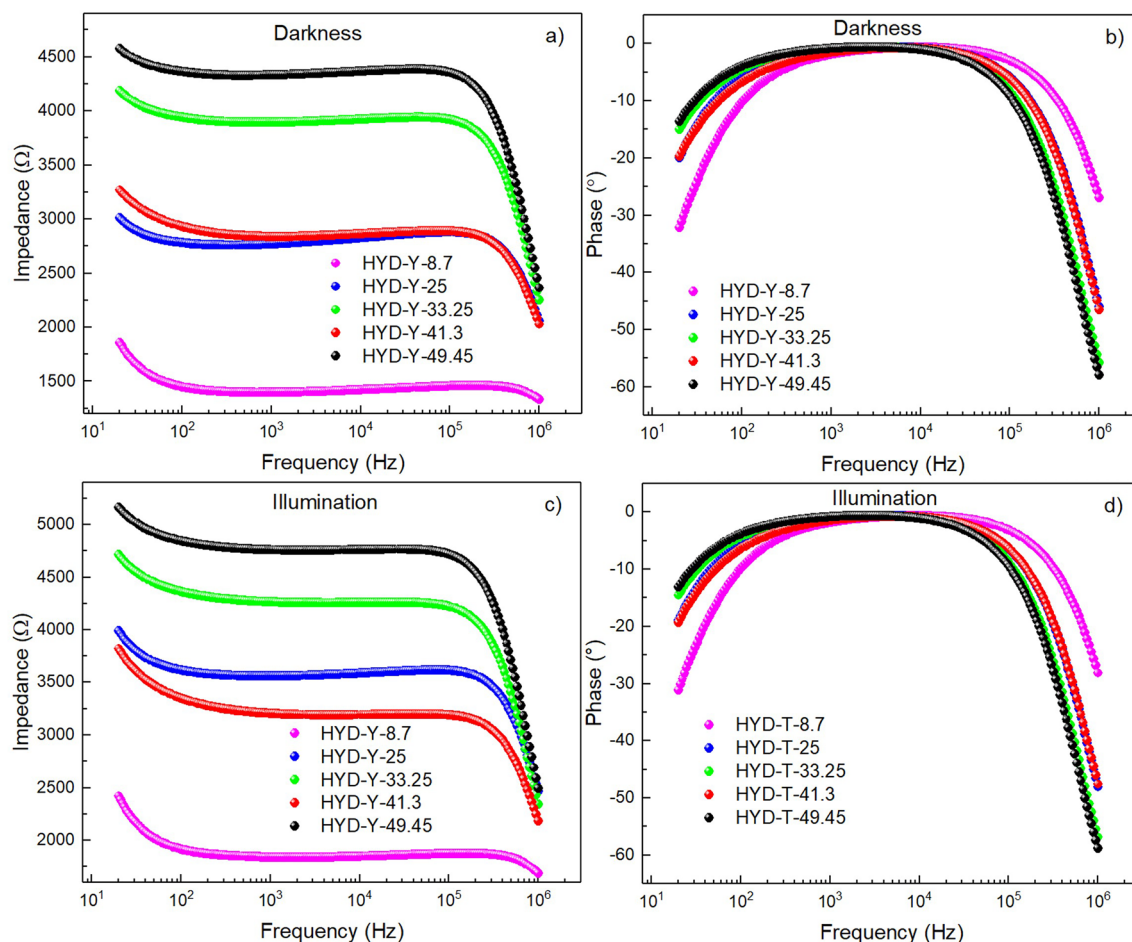 Darkness
a)
Impedance (Ω)
4500
4000
3500
3000
2500
2000
1500
HYD-Y-8.7
HYD-Y-25
HYD-Y-33.25
HYD-Y-41.3
HYD-Y-49.45
10¹ 10² 10³ 10⁴ 10⁵ 10⁶
Frequency (Hz)
Darkness
b)
Phase (°)
0
-10
-20
-30
-40
-50
-60
HYD-Y-8.7
HYD-Y-25
HYD-Y-33.25
HYD-Y-41.3
HYD-Y-49.45
10¹ 10² 10³ 10⁴ 10⁵ 10⁶
Frequency (Hz)
Illumination
c)
Impedance (Ω)
5000
4500
4000
3500
3000
2500
2000
HYD-Y-8.7
HYD-Y-25
HYD-Y-33.25
HYD-Y-41.3
HYD-Y-49.45
10¹ 10² 10³ 10⁴ 10⁵ 10⁶
Frequency (Hz)
Illumination
d)
Phase (°)
0
-10
-20
-30
-40
-50
-60
HYD-T-8.7
HYD-T-25
HYD-T-33.25
HYD-T-41.3
HYD-T-49.45
10¹ 10² 10³ 10⁴ 10⁵ 10⁶
Frequency (Hz)